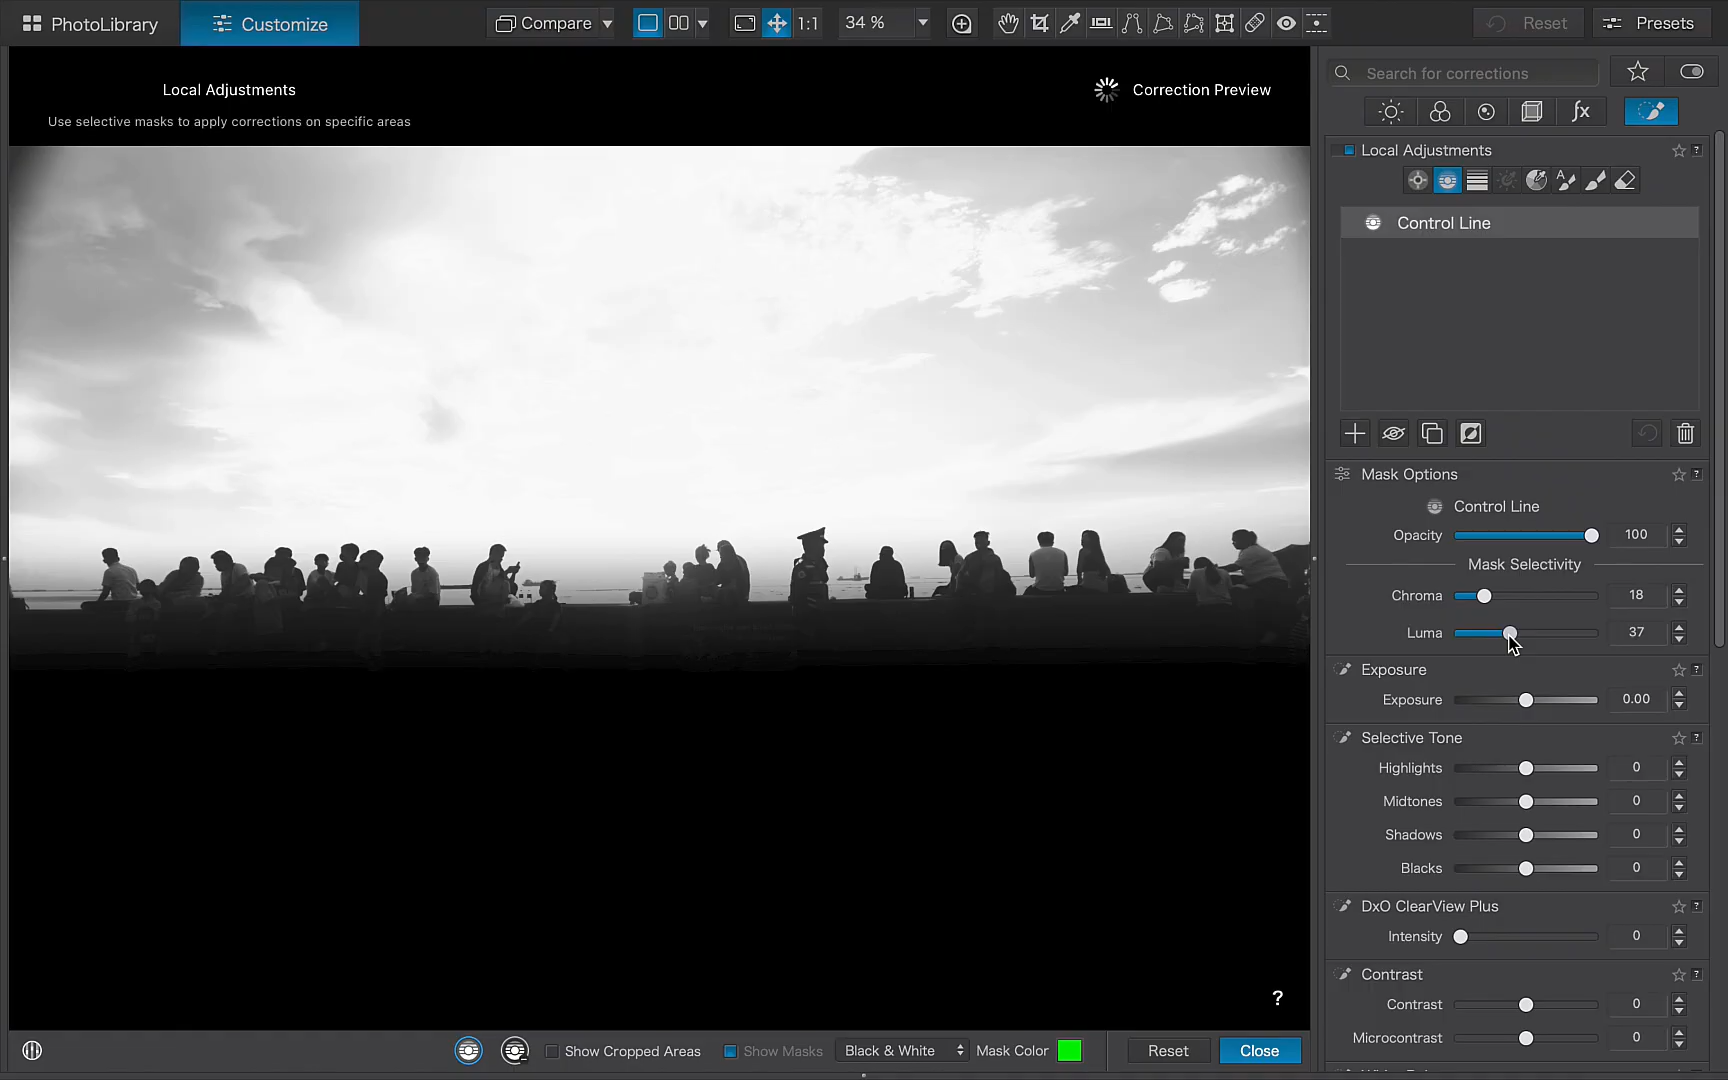 PhotoLibrary Customize Compare 1:1 34 % Reset Presets
Local Adjustments
Use selective masks to apply corrections on specific areas
Correction Preview
Search for corrections
fx
Local Adjustments ?
A
Control Line
Mask Options ?
Control Line
Opacity 100
Mask Selectivity
Chroma 18
Luma 37
Exposure ?
Exposure 0.00
Selective Tone ?
Highlights 0
Midtones 0
Shadows 0
Blacks 0
DxO ClearView Plus ?
Intensity 0
Contrast ?
Contrast 0
Microcontrast 0
?
Show Cropped Areas Show Masks Black & White Mask Color Reset Close